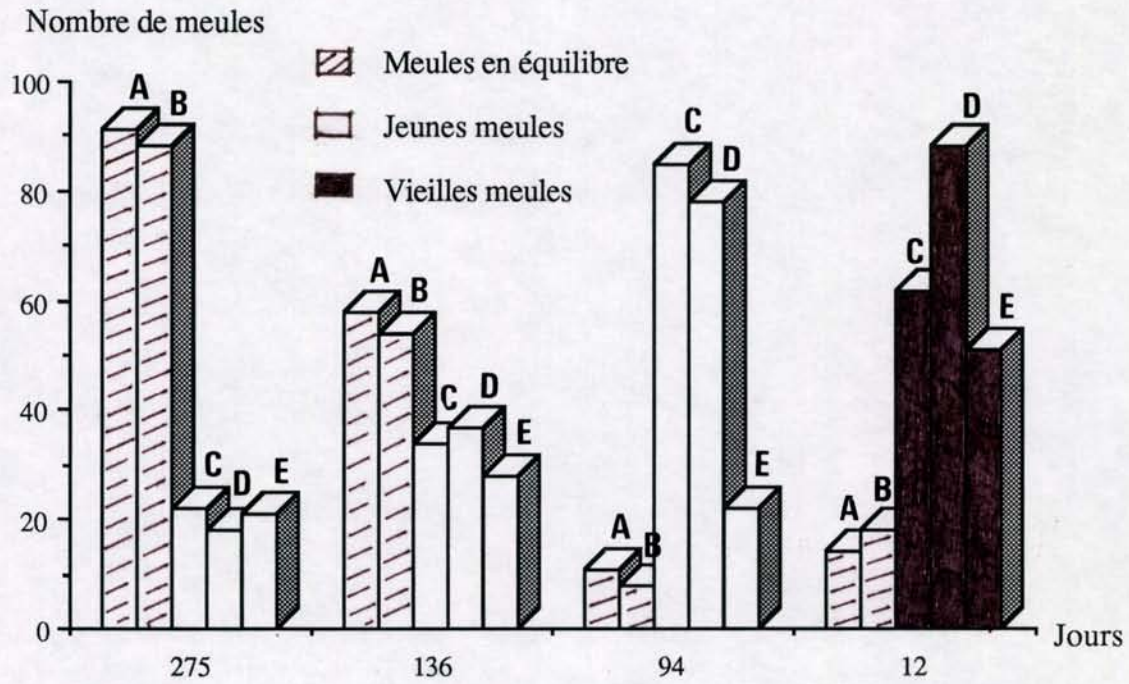 Nombre de meules
Meules en équilibre
Jeunes meules
Vieilles meules
100
80
60
40
20
0
A B C D E
A B C D E
A B C D E
A B C D E
275 136 94 12
Jours